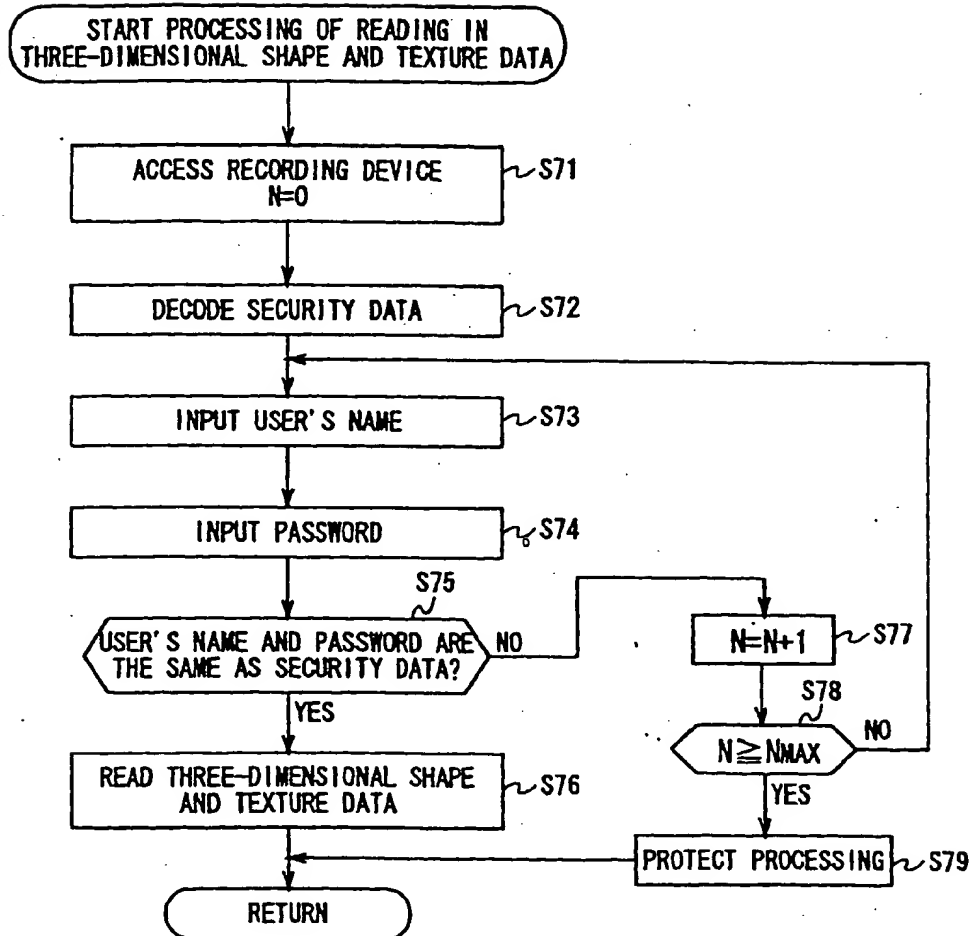 START PROCESSING OF READING IN
THREE-DIMENSIONAL SHAPE AND TEXTURE DATA
ACCESS RECORDING DEVICE
N=0
S71
DECODE SECURITY DATA
S72
INPUT USER'S NAME
S73
INPUT PASSWORD
S74
S75
USER'S NAME AND PASSWORD ARE
THE SAME AS SECURITY DATA?
NO
YES
N=N+1
S77
S78
N≧NMAX
NO
YES
READ THREE-DIMENSIONAL SHAPE
AND TEXTURE DATA
S76
PROTECT PROCESSING
S79
RETURN